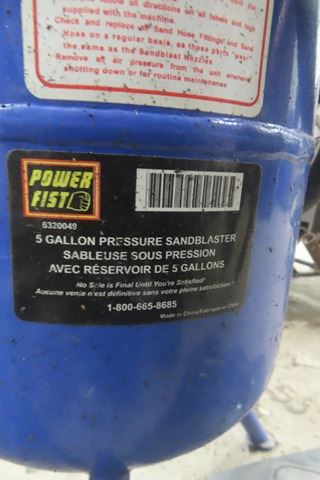 supplied with the machine.
Check and replace all Sand Hose Fittings and Sand
Hose on a regular basis, as these parts "wear"
the same as the Sandblast Nozzles.
Remove all air pressure from the unit whenever
shutting down or for routine maintenance.
POWER
FIST
6320049
5 GALLON PRESSURE SANDBLASTER
SABLEUSE SOUS PRESSION
AVEC RÉSERVOIR DE 5 GALLONS
No Sale is Final Until You're Satisfied!
Aucune vente n'est définitive sans votre satisfaction!
1-800-665-8685
Made in China/Fabriqué en Chine